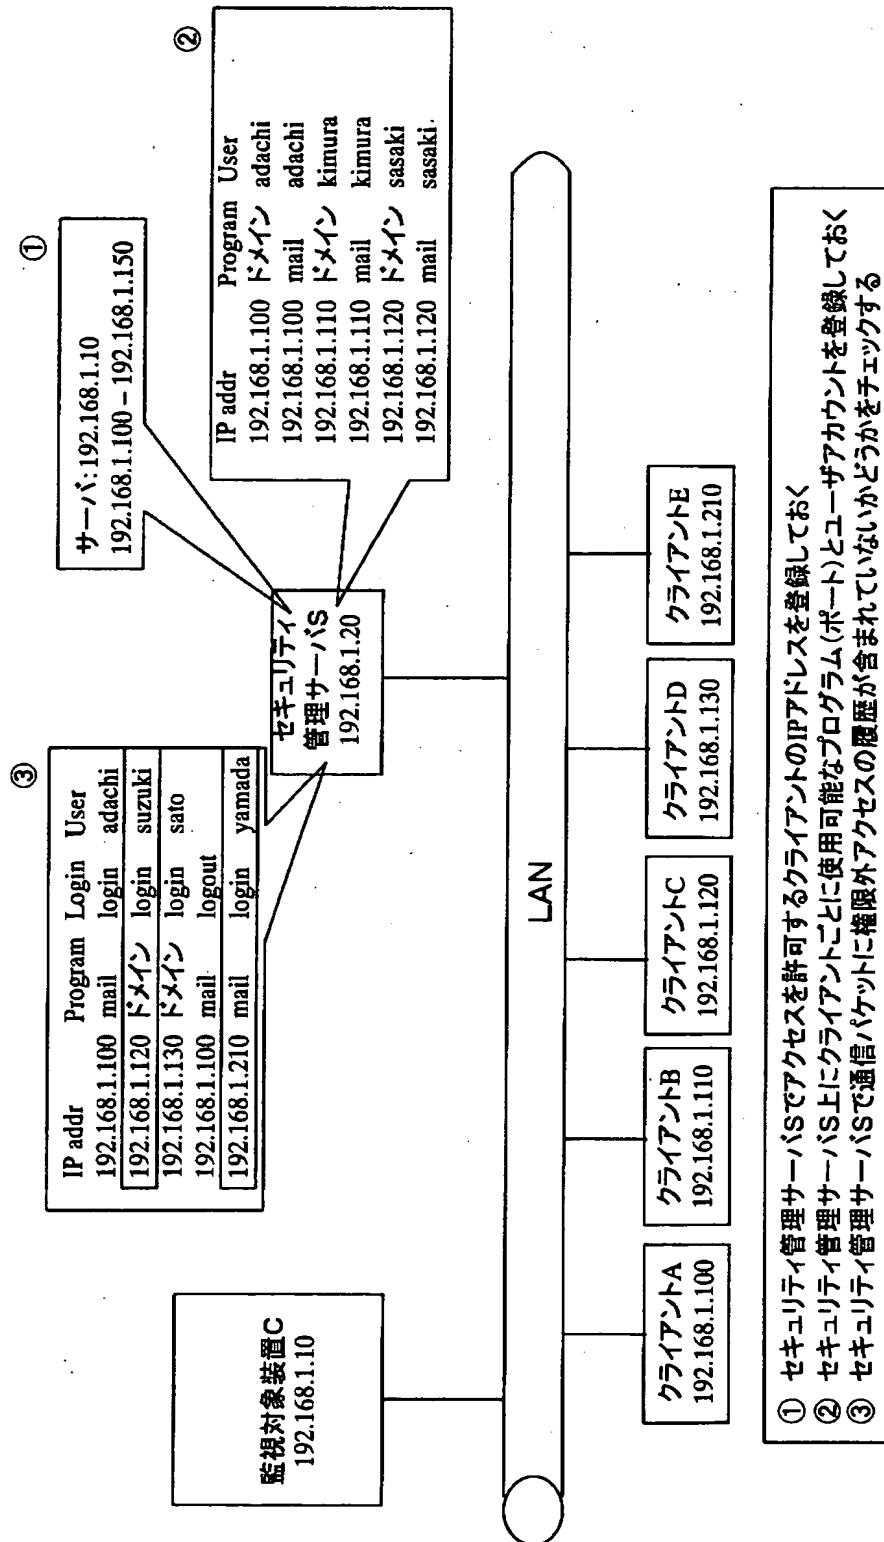 ①
サーバ:192.168.1.10
192.168.1.100 – 192.168.1.150
②
IP addr Program User
192.168.1.100 ドメイン adachi
192.168.1.100 mail adachi
192.168.1.110 ドメイン kimura
192.168.1.110 mail kimura
192.168.1.120 ドメイン sasaki
192.168.1.120 mail sasaki
③
IP addr Program Login User
192.168.1.100 mail login adachi
192.168.1.120 ドメイン login suzuki
192.168.1.130 ドメイン login sato
192.168.1.100 mail logout
192.168.1.210 mail login yamada
セキュリティ
管理サーバS
192.168.1.20
監視対象装置C
192.168.1.10
LAN
クライアントA
192.168.1.100
クライアントB
192.168.1.110
クライアントC
192.168.1.120
クライアントD
192.168.1.130
クライアントE
192.168.1.210
① セキュリティ管理サーバSでアクセスを許可するクライアントのIPアドレスを登録しておく
② セキュリティ管理サーバS上にクライアントごとに使用可能なプログラム(ポート)とユーザアカウントを登録しておく
③ セキュリティ管理サーバSで通信パケットに権限外アクセスの履歴が含まれていないかどうかをチェックする